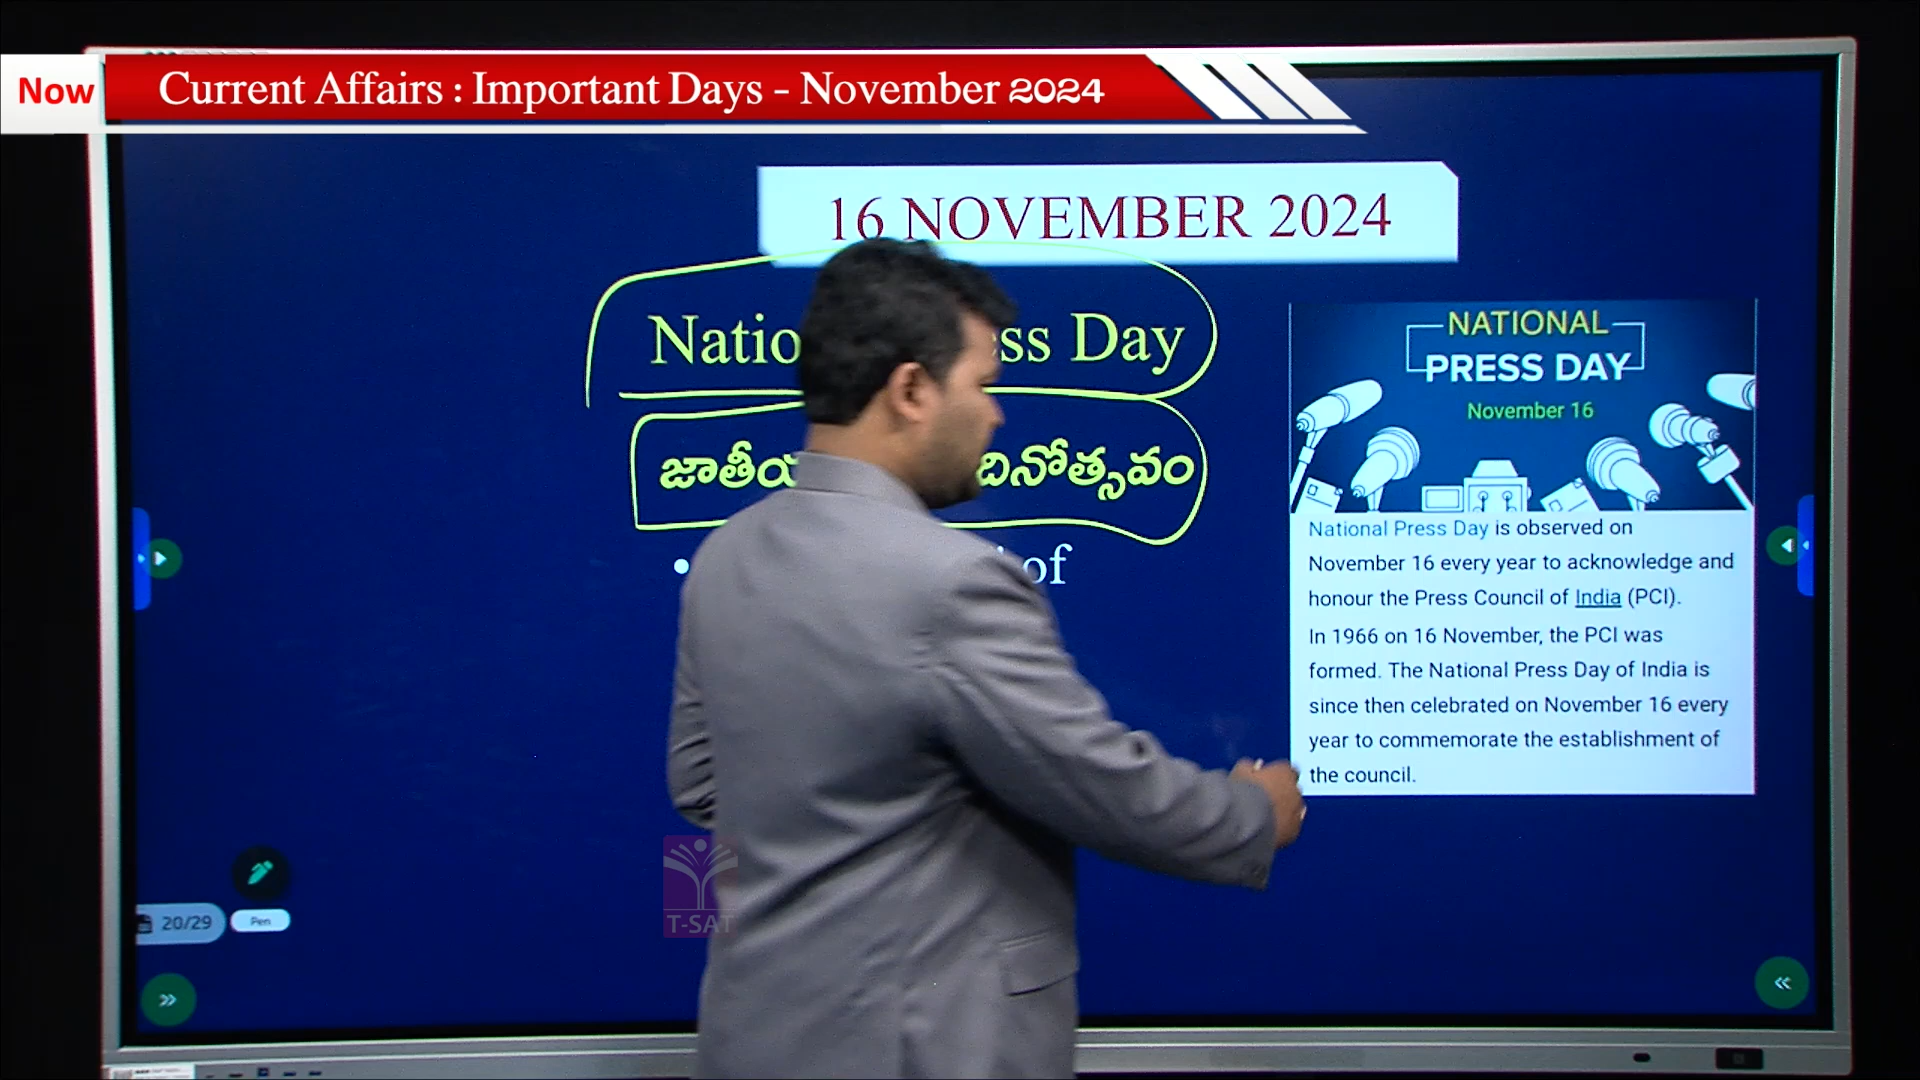 Now
Current Affairs : Important Days - November 2024
16 NOVEMBER 2024
Day
దినోత్సవం
of
NATIONAL
PRESS DAY
November 16
National Press Day is observed on
November 16 every year to acknowledge and
honour the Press Council of India (PCI).
In 1966 on 16 November, the PCI was
formed. The National Press Day of India is
since then celebrated on November 16 every
year to commemorate the establishment of
the council.
T-SAT
20/29
Pen